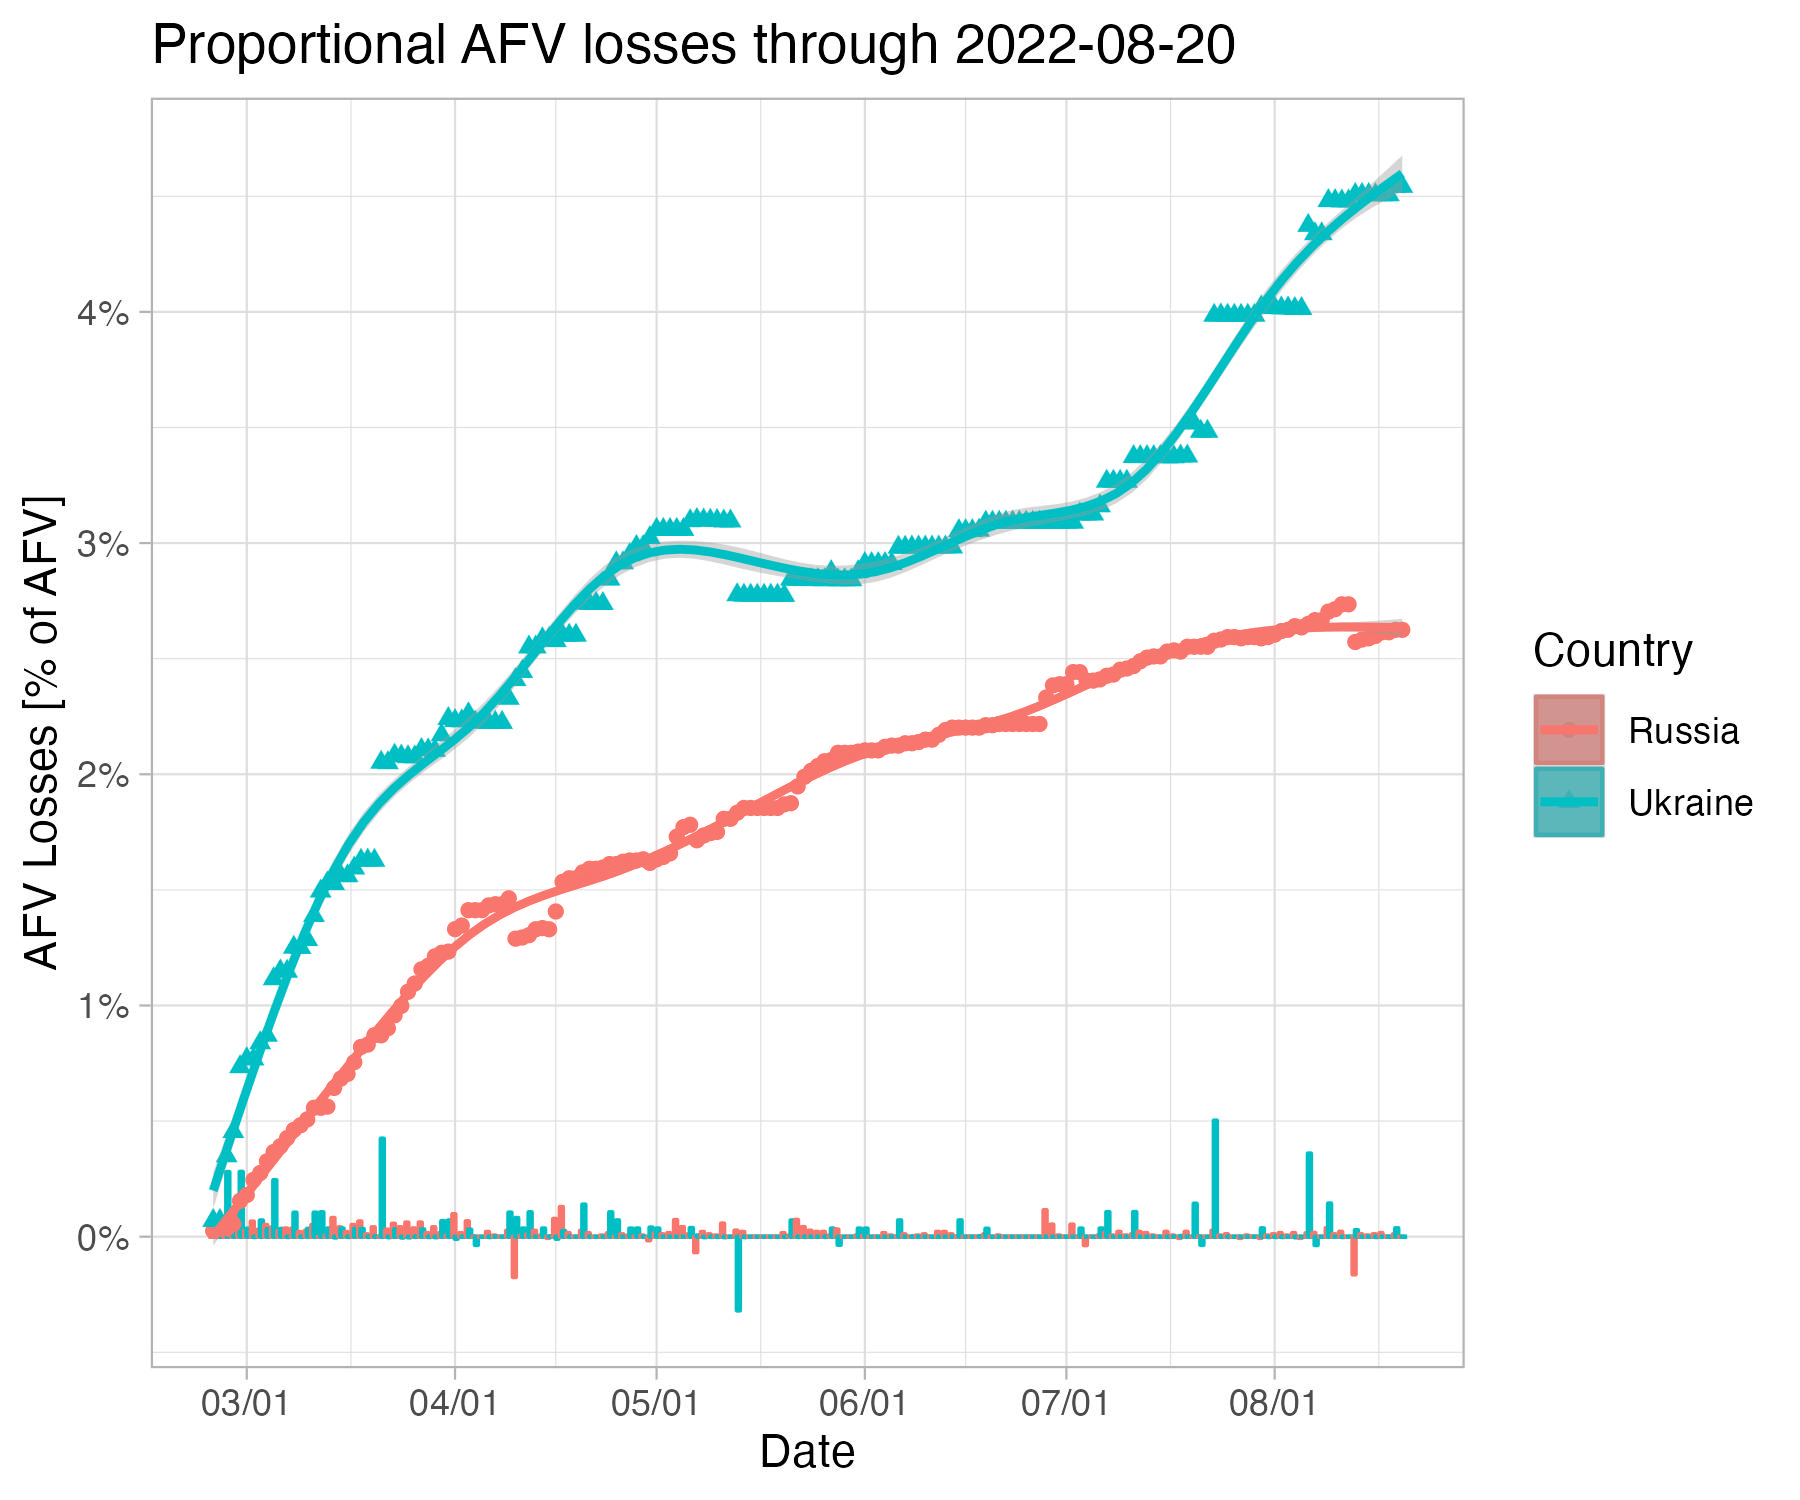 Proportional AFV losses through 2022-08-20
AFV Losses [% of AFV]
4%
3%
2%
1%
0%
03/01 04/01 05/01 06/01 07/01 08/01
Date
Country
Russia
Ukraine